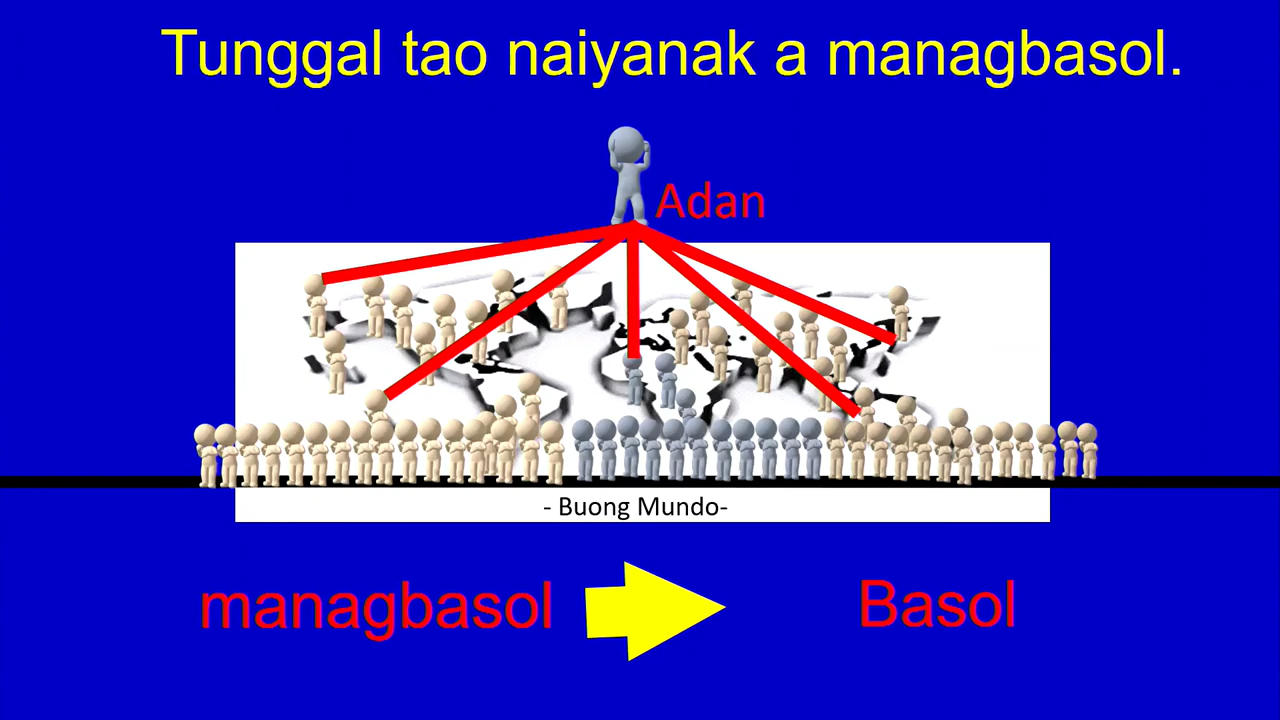 Tunggal tao naiyanak a managbasol.
Adan
- Buong Mundo-
managbasol
Basol